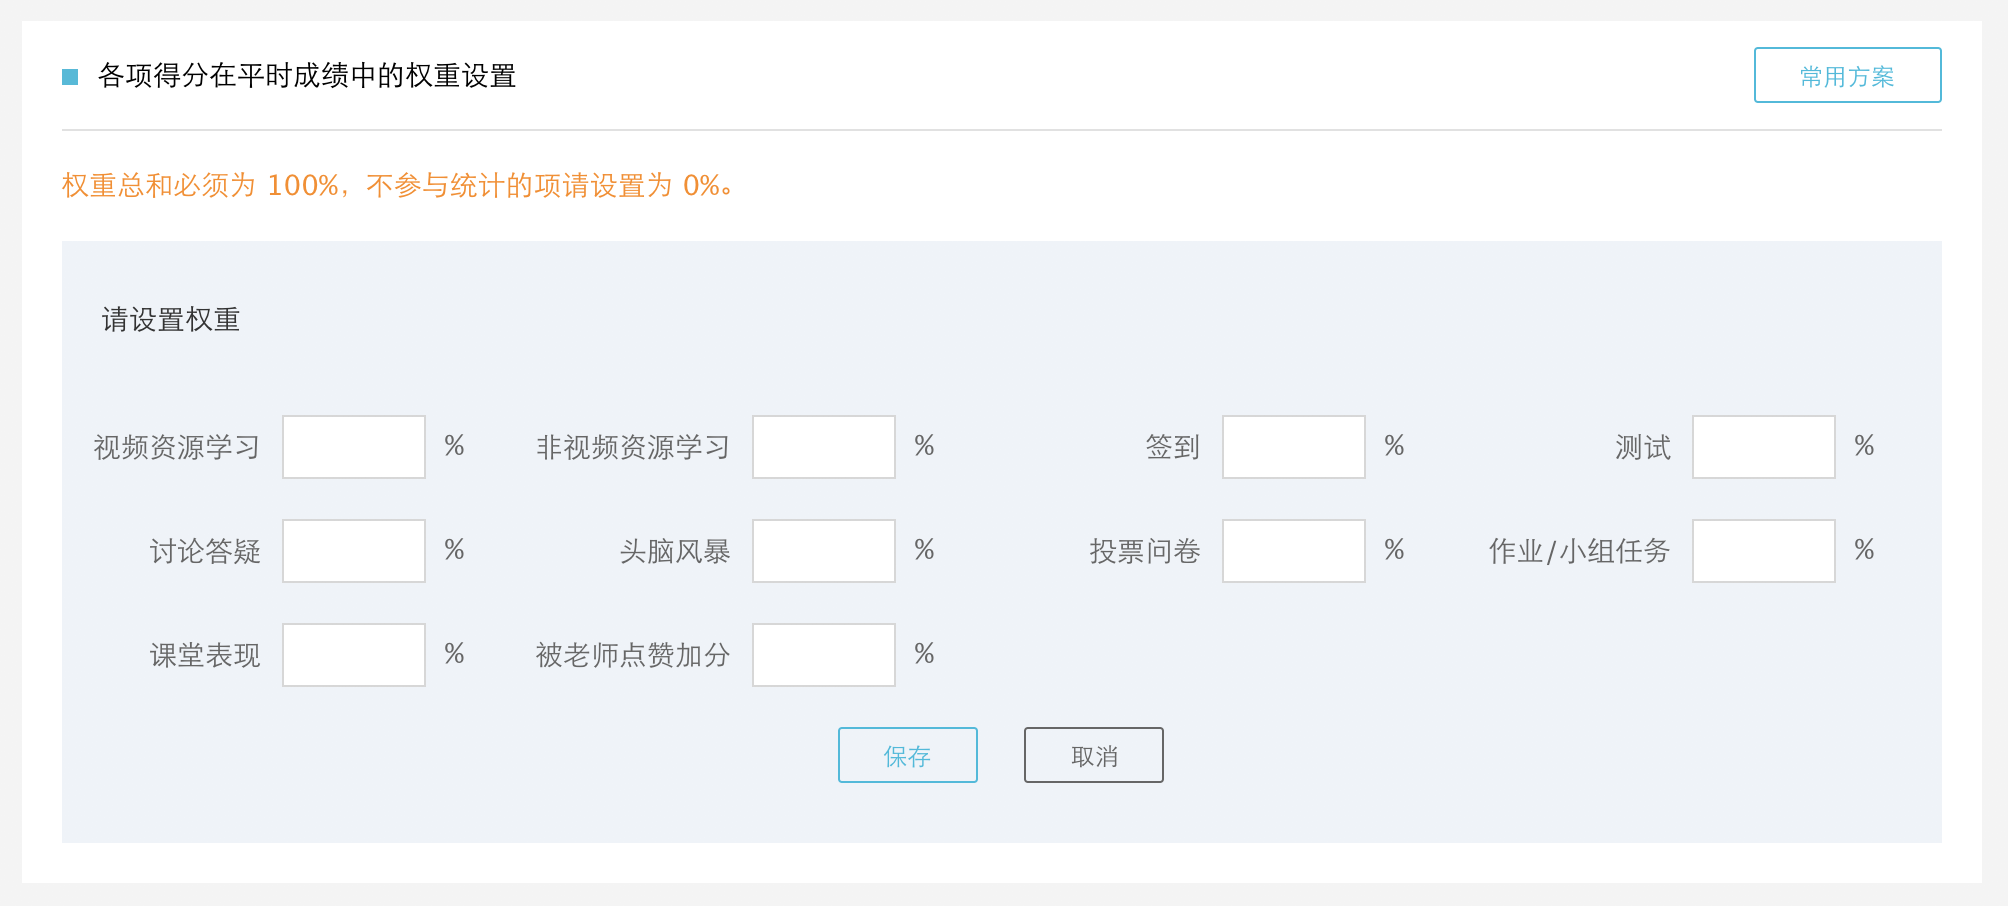 各项得分在平时成绩中的权重设置
常用方案
权重总和必须为 100%，不参与统计的项请设置为 0%。
请设置权重
视频资源学习 % 非视频资源学习 % 签到 % 测试 %
讨论答疑 % 头脑风暴 % 投票问卷 % 作业/小组任务 %
课堂表现 % 被老师点赞加分 %
保存 取消